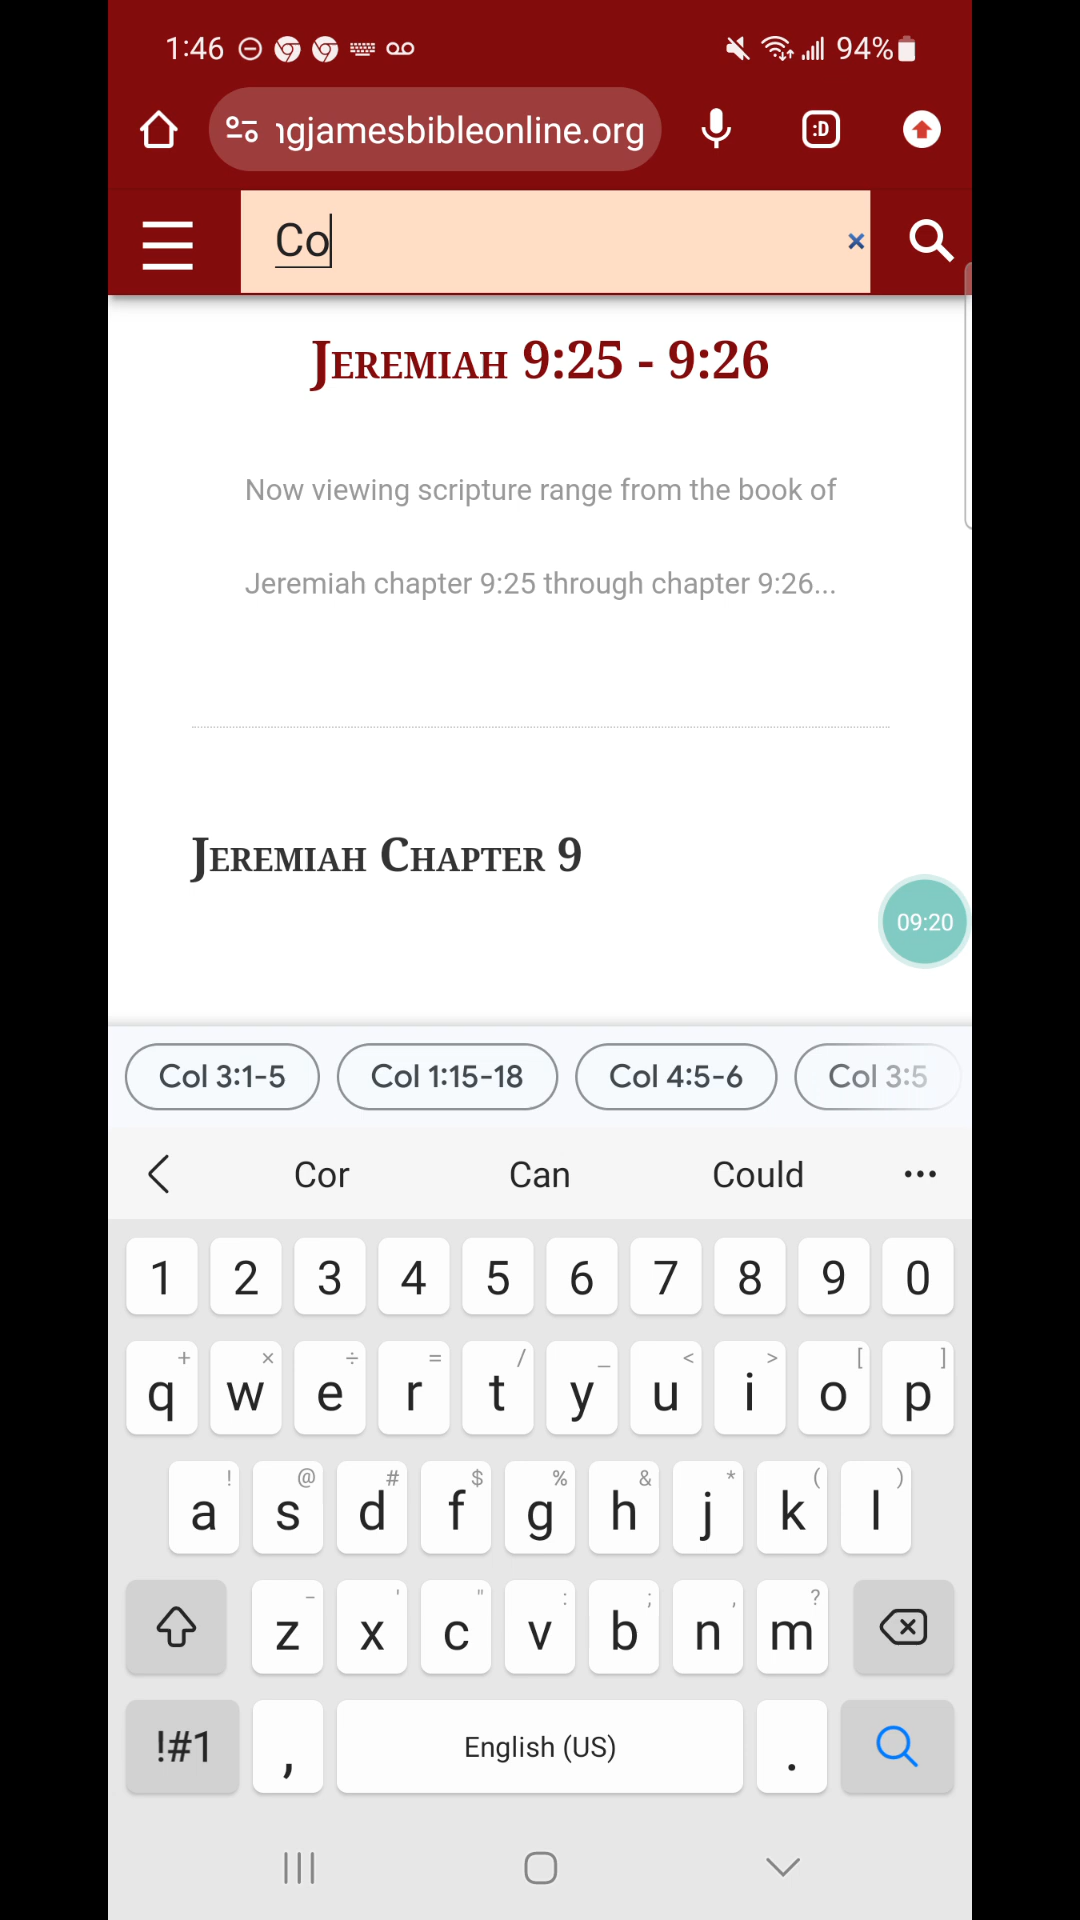 1:46
94%
ngjamesbibleonline.org
:D
Co
×
JEREMIAH 9:25 - 9:26
Now viewing scripture range from the book of
Jeremiah chapter 9:25 through chapter 9:26...
JEREMIAH CHAPTER 9
09:20
Col 3:1-5 Col 1:15-18 Col 4:5-6 Col 3:5
Cor Can Could
1 2 3 4 5 6 7 8 9 0
+ × ÷ = / _ < > [ ]
q w e r t y u i o p
! @ # $ % & * ( )
a s d f g h j k l
- ' " : ; , ?
z x c v b n m
!#1 , English (US) .